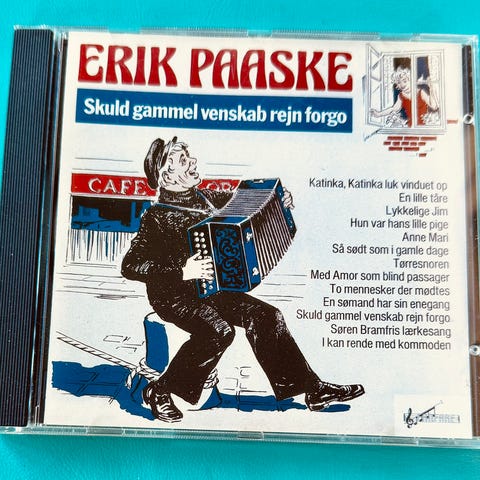 ERIK PAASKE
Skuld gammel venskab rejn forgo
CAFE
Katinka, Katinka luk vinduet op
En lille tåre
Lykkelige Jim
Hun var hans lille pige
Anne Mari
Så sødt som i gamle dage
Tørresnoren
Med Amor som blind passager
To mennesker der mødtes
En sømand har sin enegang
Skuld gammel venskab rejn forgo
Søren Bramfris lærkesang
I kan rende med kommoden